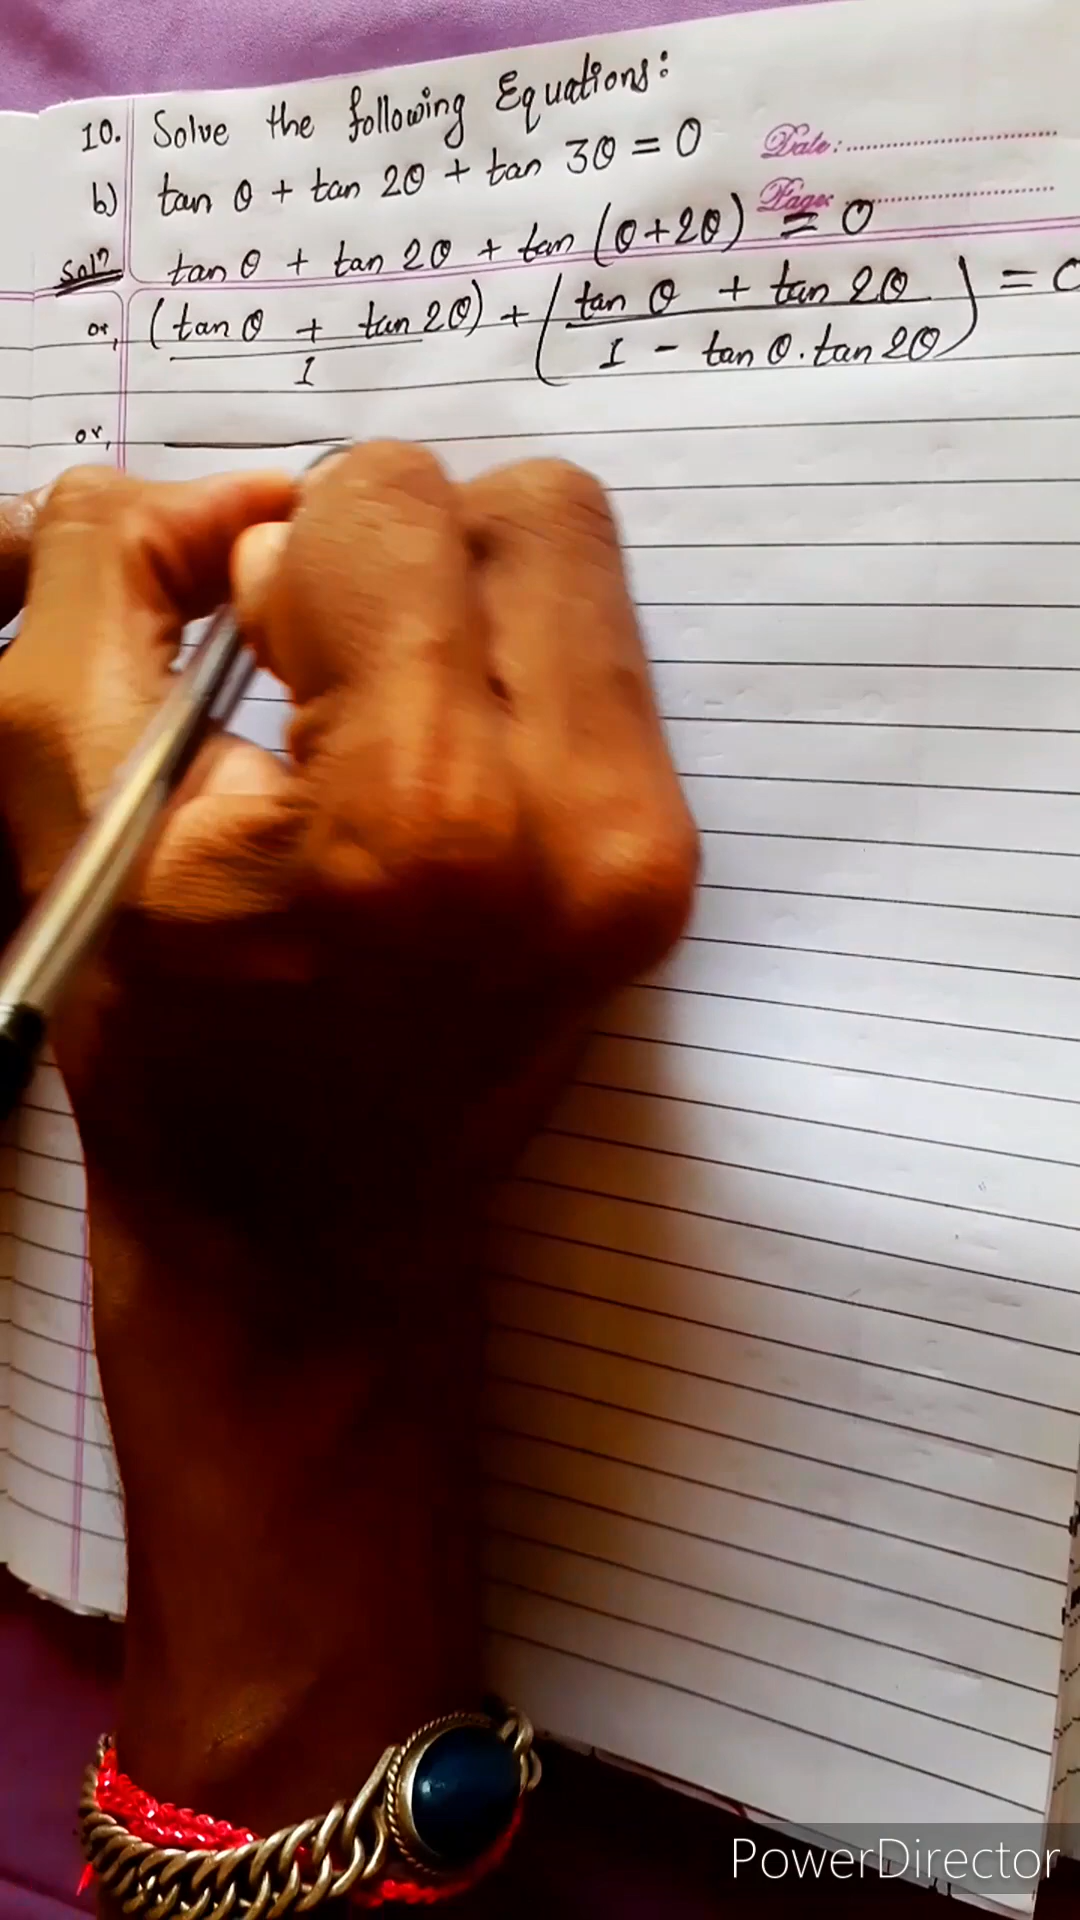 10. Solve the following Equations:
b) tan θ + tan 2θ + tan 3θ = 0
Date:
Page:
Solⁿ tan θ + tan 2θ + tan (θ+2θ) = 0
or, (tan θ + tan 2θ) / 1 + (tan θ + tan 2θ / 1 - tan θ . tan 2θ) = 0
or,
PowerDirector